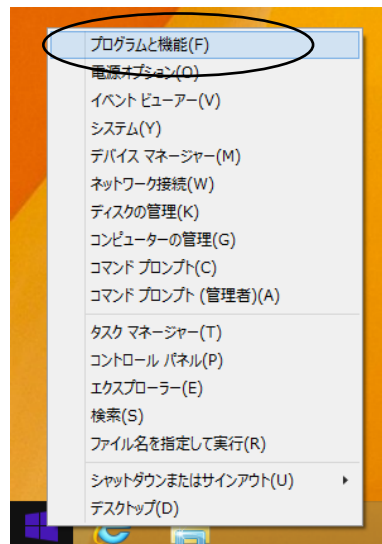 プログラムと機能(F)
電源オプション(O)
イベント ビューアー(V)
システム(Y)
デバイス マネージャー(M)
ネットワーク接続(W)
ディスクの管理(K)
コンピューターの管理(G)
コマンド プロンプト(C)
コマンド プロンプト (管理者)(A)
タスク マネージャー(T)
コントロール パネル(P)
エクスプローラー(E)
検索(S)
ファイル名を指定して実行(R)
シャットダウンまたはサインアウト(U)
デスクトップ(D)